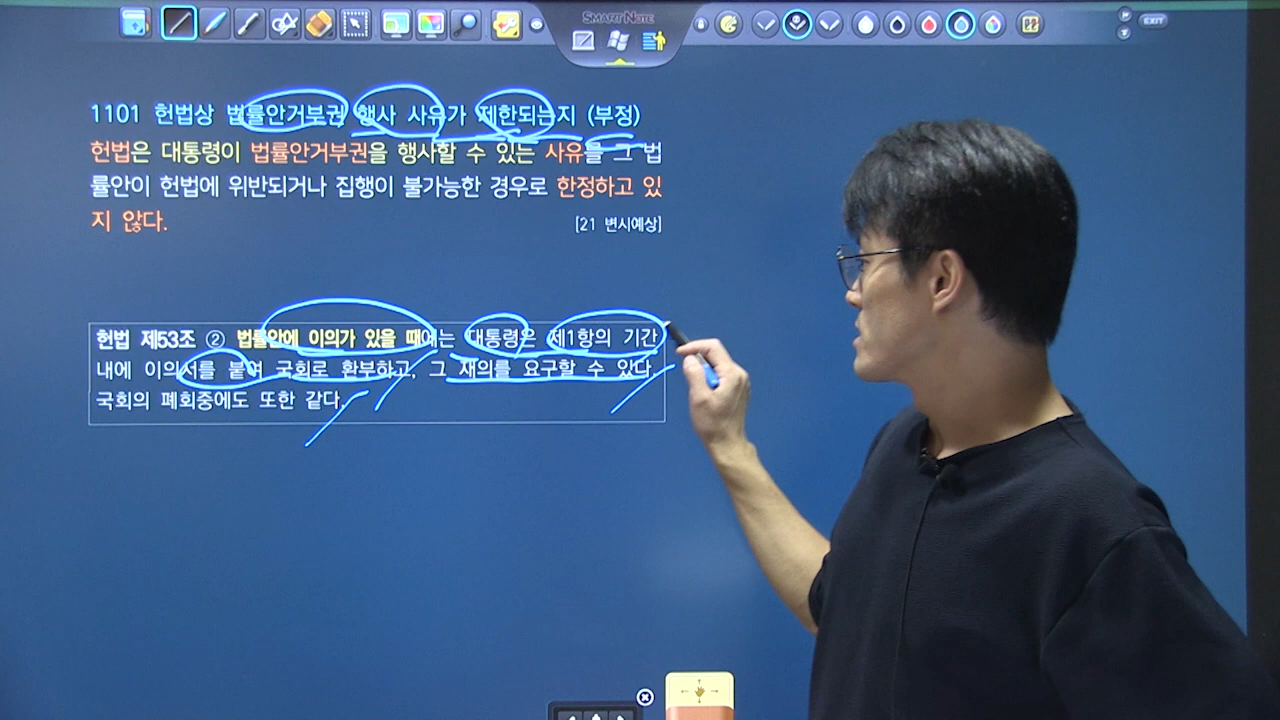 SMART NOTE
EXIT
1101 헌법상 법률안거부권 행사 사유가 제한되는지 (부정)
헌법은 대통령이 법률안거부권을 행사할 수 있는 사유를 그 법
률안이 헌법에 위반되거나 집행이 불가능한 경우로 한정하고 있
지 않다.
[21 변시예상]
헌법 제53조 ② 법률안에 이의가 있을 때에는 대통령은 제1항의 기간
내에 이의서를 붙여 국회로 환부하고, 그 재의를 요구할 수 있다.
국회의 폐회중에도 또한 같다.